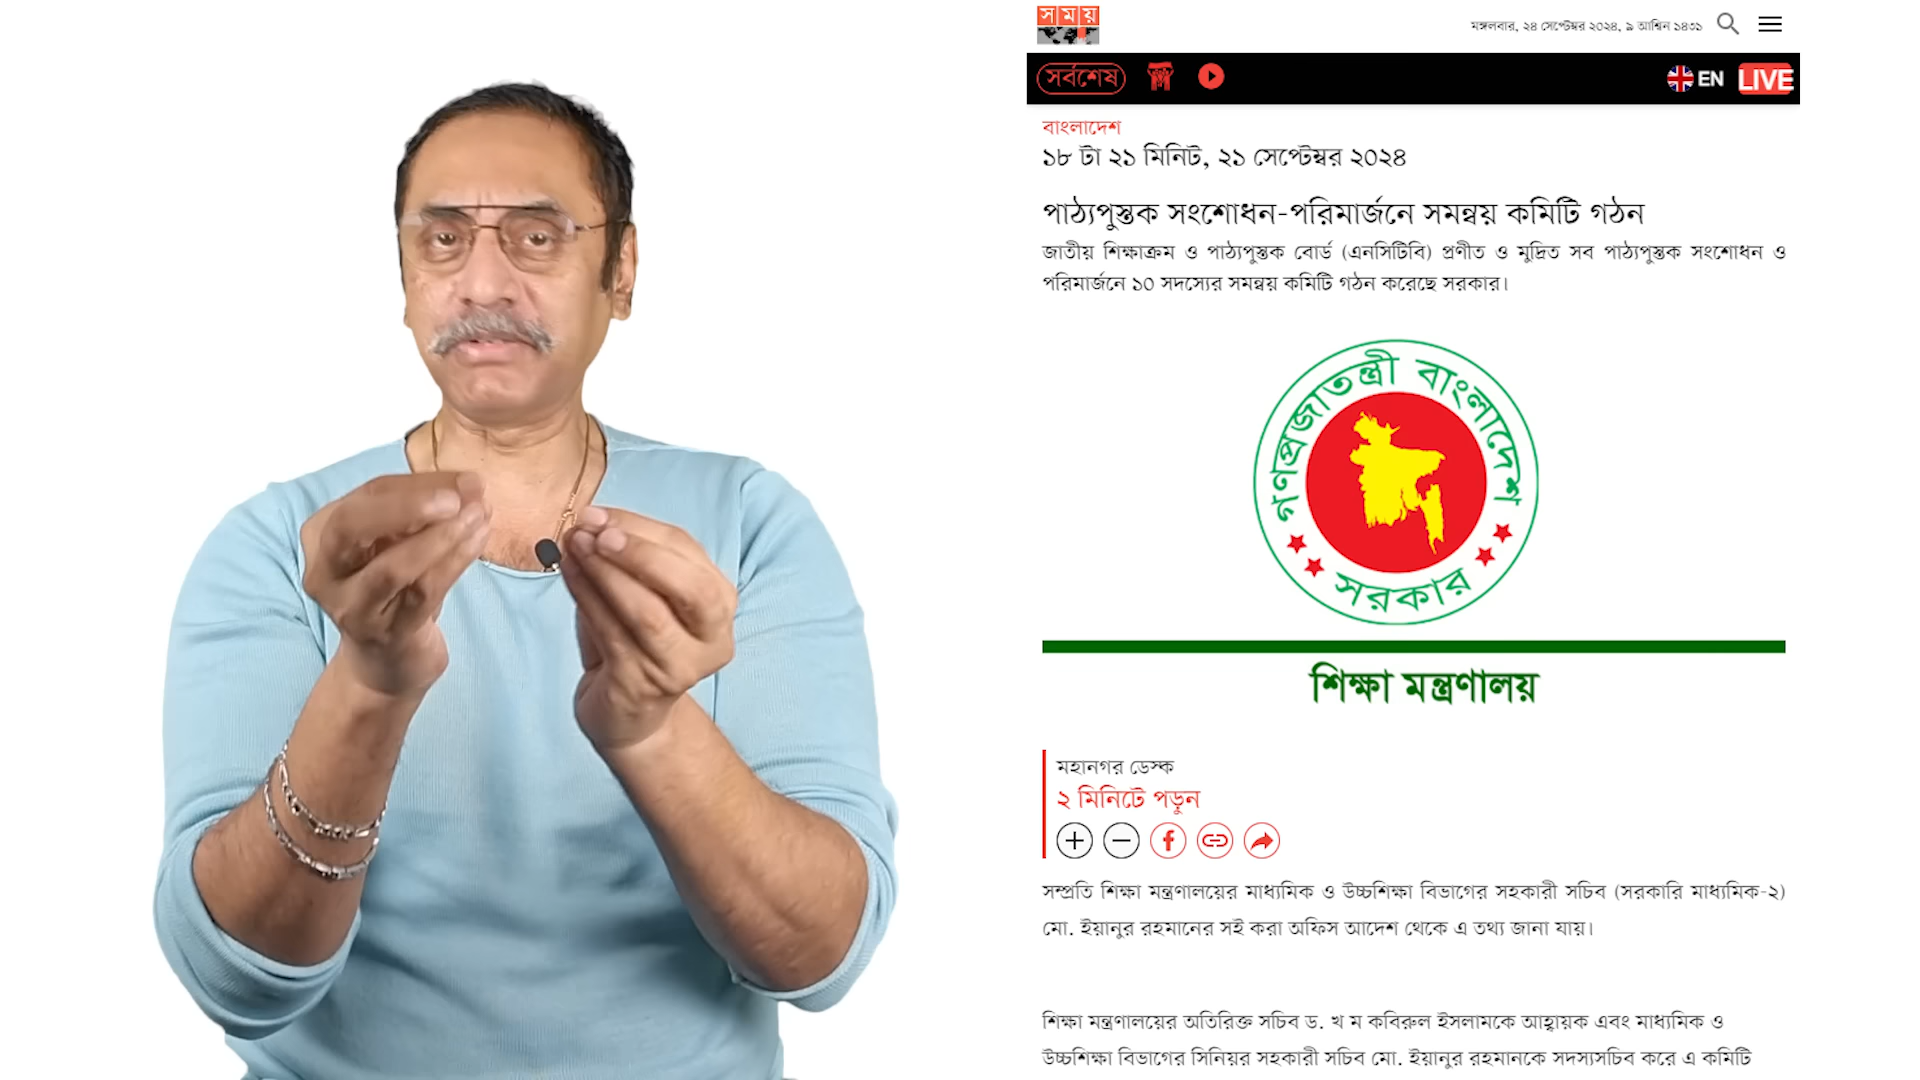 সময়
মঙ্গলবার, ২৪ সেপ্টেম্বর ২০২৪, ৯ আশ্বিন ১৪৩১
সর্বশেষ
EN
LIVE
বাংলাদেশ
১৮ টা ২১ মিনিট, ২১ সেপ্টেম্বর ২০২৪
পাঠ্যপুস্তক সংশোধন-পরিমার্জনে সমন্বয় কমিটি গঠন
জাতীয় শিক্ষাক্রম ও পাঠ্যপুস্তক বোর্ড (এনসিটিবি) প্রণীত ও মুদ্রিত সব পাঠ্যপুস্তক সংশোধন ও
পরিমার্জনে ১০ সদস্যের সমন্বয় কমিটি গঠন করেছে সরকার।
গণপ্রজাতন্ত্রী বাংলাদেশ
সরকার
শিক্ষা মন্ত্রণালয়
মহানগর ডেস্ক
২ মিনিটে পড়ুন
সম্প্রতি শিক্ষা মন্ত্রণালয়ের মাধ্যমিক ও উচ্চশিক্ষা বিভাগের সহকারী সচিব (সরকারি মাধ্যমিক-২)
মো. ইয়ানুর রহমানের সই করা অফিস আদেশ থেকে এ তথ্য জানা যায়।
শিক্ষা মন্ত্রণালয়ের অতিরিক্ত সচিব ড. খ ম কবিরুল ইসলামকে আহ্বায়ক এবং মাধ্যমিক ও
উচ্চশিক্ষা বিভাগের সিনিয়র সহকারী সচিব মো. ইয়ানুর রহমানকে সদস্যসচিব করে এ কমিটি